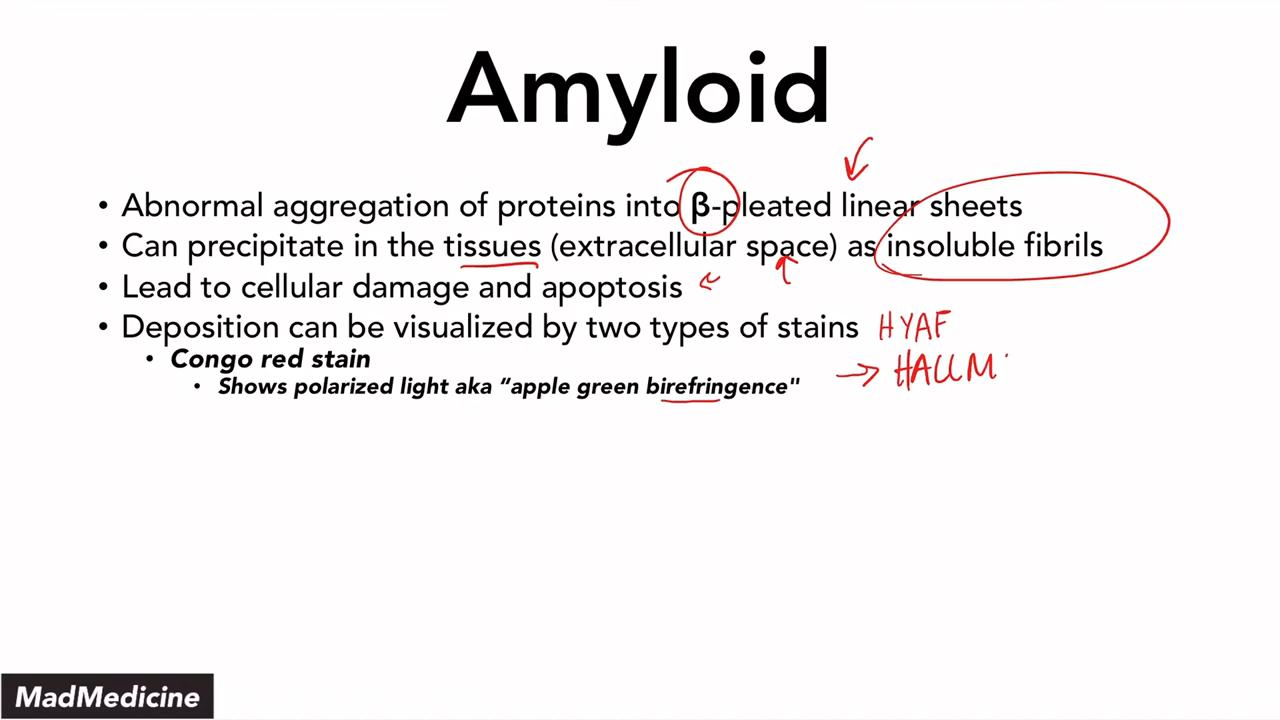 Amyloid
• Abnormal aggregation of proteins into β-pleated linear sheets
• Can precipitate in the tissues (extracellular space) as insoluble fibrils
• Lead to cellular damage and apoptosis
• Deposition can be visualized by two types of stains HYAF
• Congo red stain
• Shows polarized light aka “apple green birefringence" → HALLM
MadMedicine